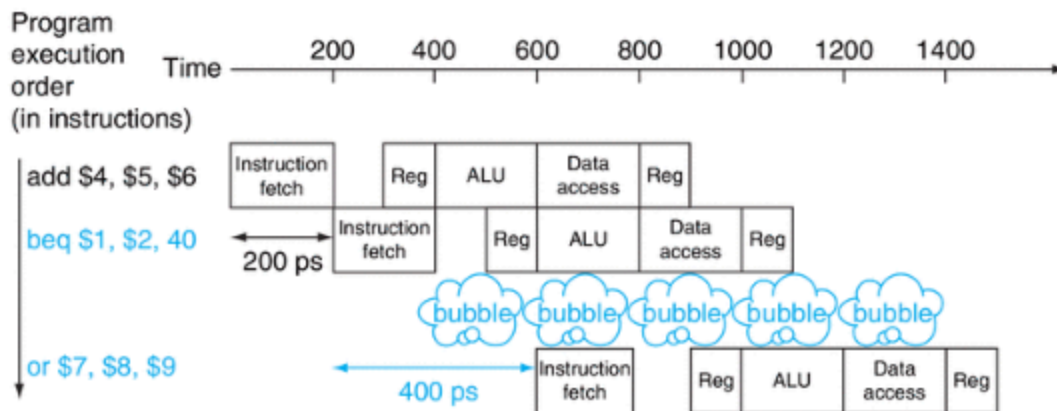 Program
execution
order
(in instructions)
Time
200 400 600 800 1000 1200 1400
add $4, $5, $6
Instruction
fetch
Reg
ALU
Data
access
Reg
beq $1, $2, 40
200 ps
Instruction
fetch
Reg
ALU
Data
access
Reg
bubble bubble bubble bubble bubble
or $7, $8, $9
400 ps
Instruction
fetch
Reg
ALU
Data
access
Reg